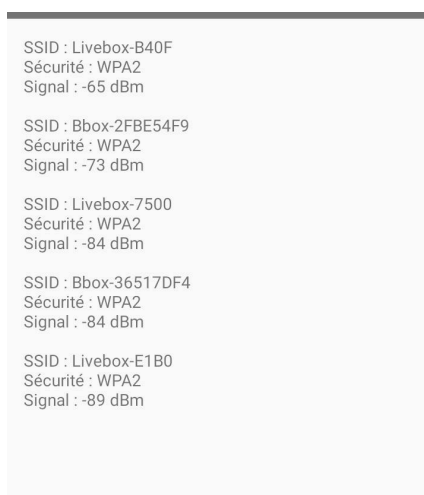 SSID : Livebox-B40F
Sécurité : WPA2
Signal : -65 dBm
SSID : Bbox-2FBE54F9
Sécurité : WPA2
Signal : -73 dBm
SSID : Livebox-7500
Sécurité : WPA2
Signal : -84 dBm
SSID : Bbox-36517DF4
Sécurité : WPA2
Signal : -84 dBm
SSID : Livebox-E1B0
Sécurité : WPA2
Signal : -89 dBm